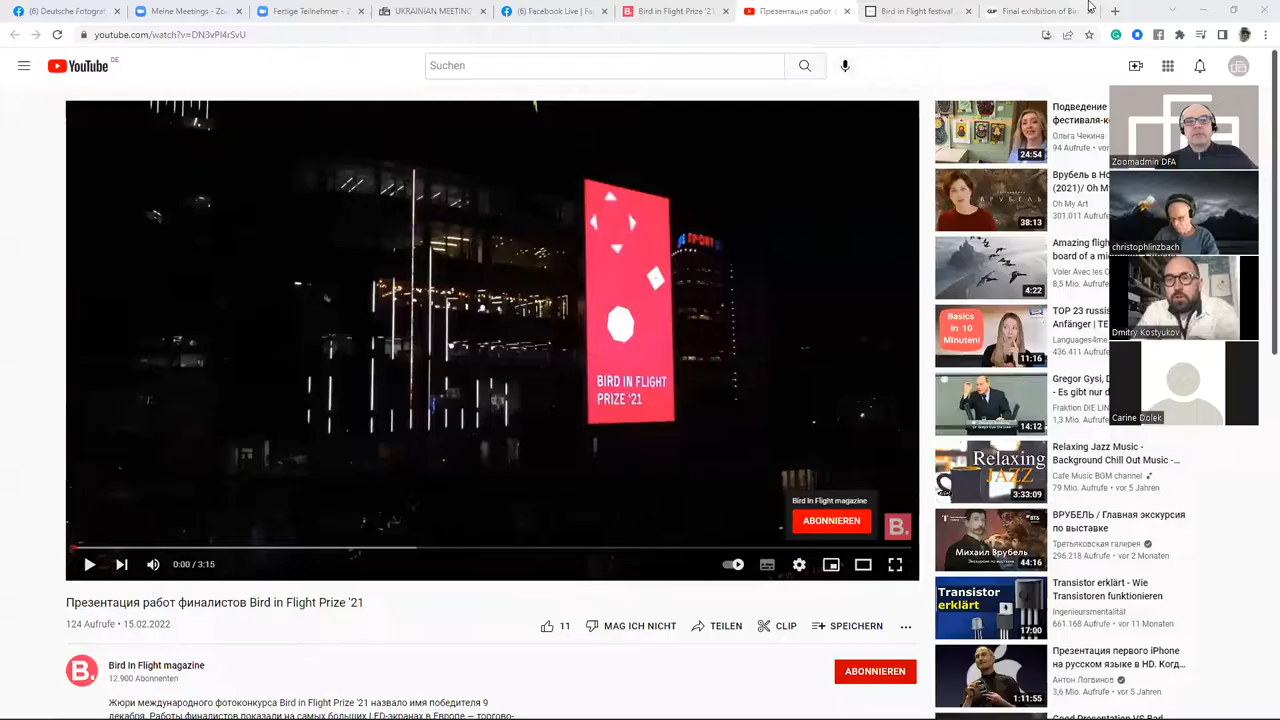 (6) Deutsche Fotograf
Meine Meetings - Zo
Fertige Teilnehmer - Z
UKRAINIAN MEETING
(6) Facebook Live | Fo
Bird in Flight Prize '21
Презентация работ
Bird in Flight festival
Final exhibition of Bir
youtube.com/watch?v=DN3vPl4rSvU
YouTube DE
Suchen
BIRD IN FLIGHT
PRIZE '21
Bird In Flight magazine
ABONNIEREN
B.
0:00 / 3:15
Презентация работ финалистов Bird in Flight Prize '21
124 Aufrufe • 15.02.2022
11
MAG ICH NICHT
TEILEN
CLIP
SPEICHERN
B.
Bird In Flight magazine
12.900 Abonnenten
ABONNIEREN
Жюри международного фотоконкурса Bird in Flight Prize '21 назвало имя победителя 9
декабря. Работы финалистов показали на самых больших LED-экранах в Европе — торгово-
24:54
Подведение
фестиваля-к
Ольга Чекина
94 Aufrufe • vor
ВРУБЕЛЬ
38:13
Врубель в Но
(2021)/ Oh M
Oh My Art
301.011 Aufrufe •
4:22
Amazing fligh
board of a mi
Voler Avec les O
8,5 Mio. Aufrufe •
Basics
in 10
Minuten!
11:16
TOP 23 russis
Anfänger | TE
Languages4me
436.411 Aufrufe •
14:12
Gregor Gysi, D
- Es gibt nur d
Fraktion DIE LIN
1,3 Mio. Aufrufe •
Relaxing
JAZZ
3:33:09
Relaxing Jazz Music -
Background Chill Out Music -...
Cafe Music BGM channel
79 Mio. Aufrufe • vor 5 Jahren
Михаил Врубель
44:16
ВРУБЕЛЬ / Главная экскурсия
по выставке
Третьяковская галерея
296.218 Aufrufe • vor 2 Monaten
Transistor
erklärt
17:00
Transistor erklärt - Wie
Transistoren funktionieren
Ingenieursmentalität
661.168 Aufrufe • vor 11 Monaten
1:11:55
Презентация первого iPhone
на русском языке в HD. Когд...
Антон Логвинов
3,6 Mio. Aufrufe • vor 5 Jahren
Good Presentation VS Bad
Zoomadmin DFA
christophlinzbach
Dmitry Kostyukov
Carine Dolek